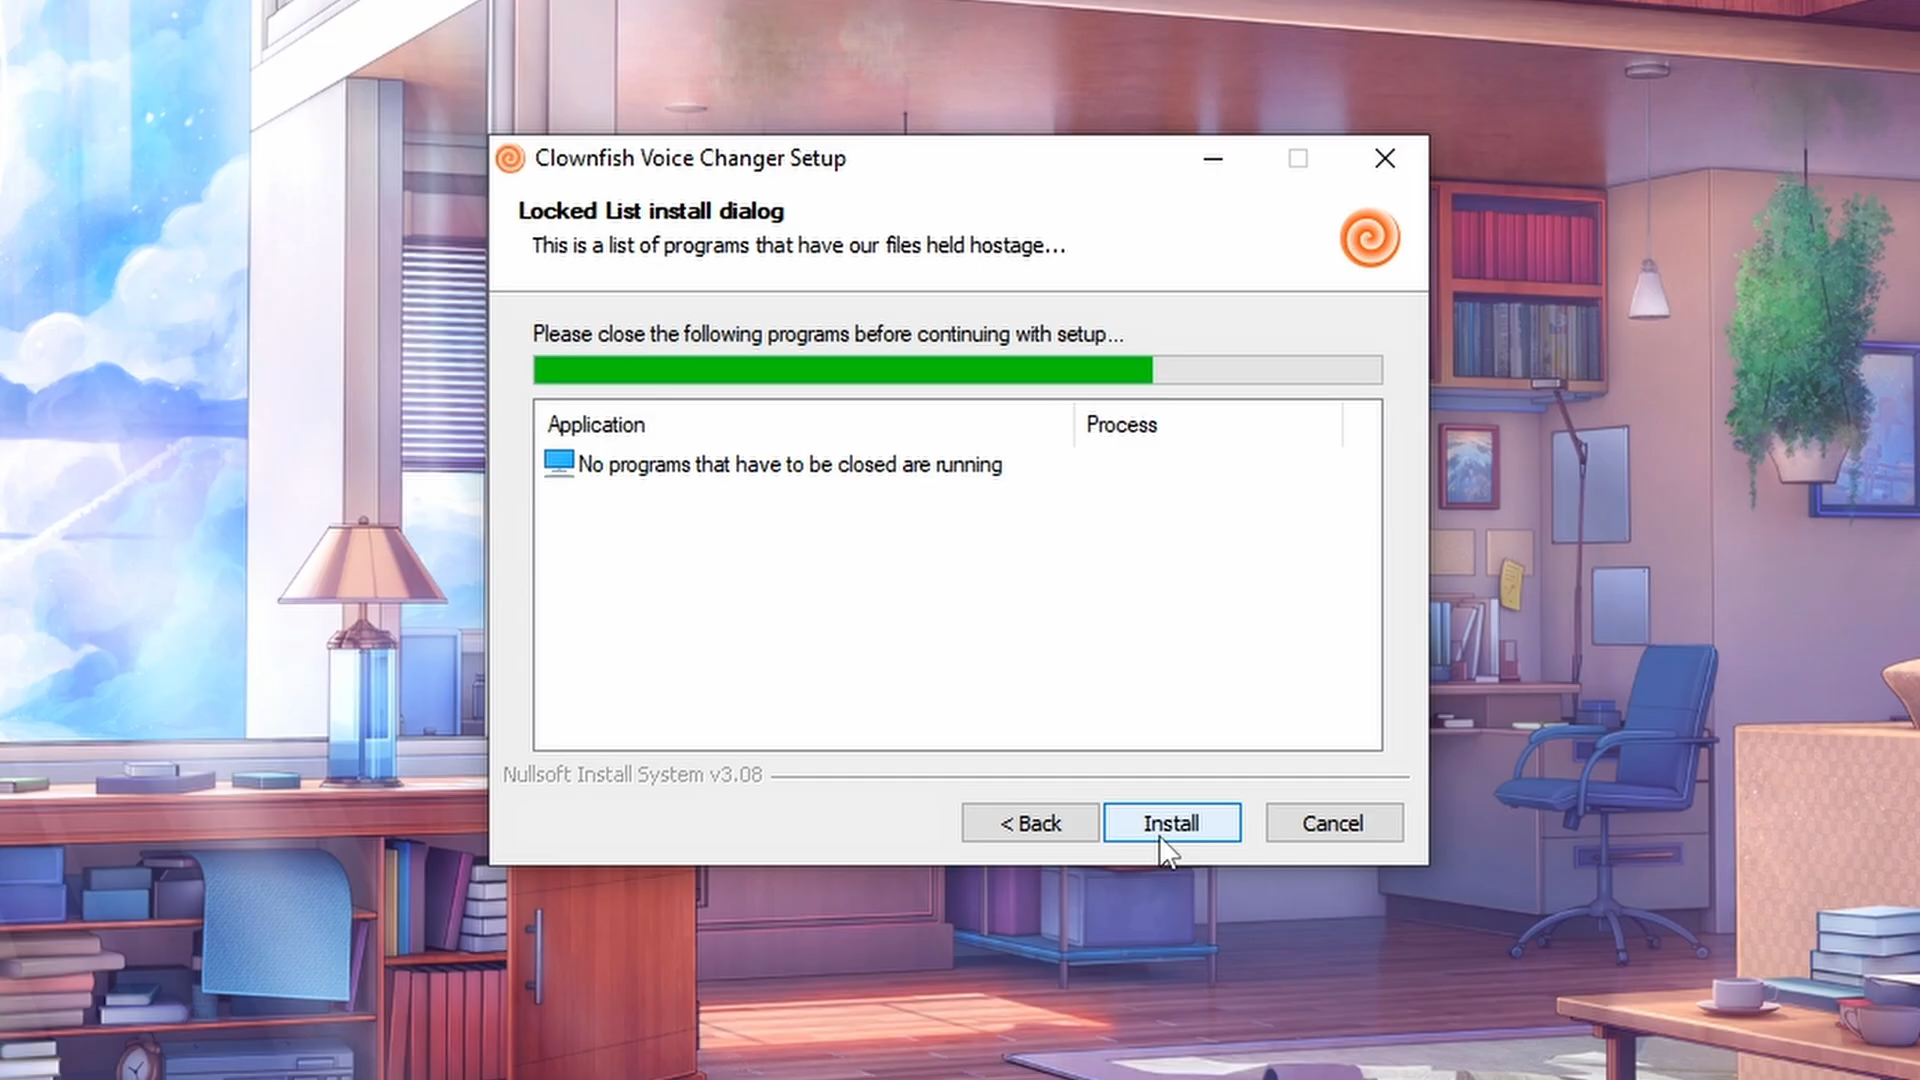 Clownfish Voice Changer Setup
Locked List install dialog
This is a list of programs that have our files held hostage...
Please close the following programs before continuing with setup...
Application Process
No programs that have to be closed are running
Nullsoft Install System v3.08
< Back Install Cancel